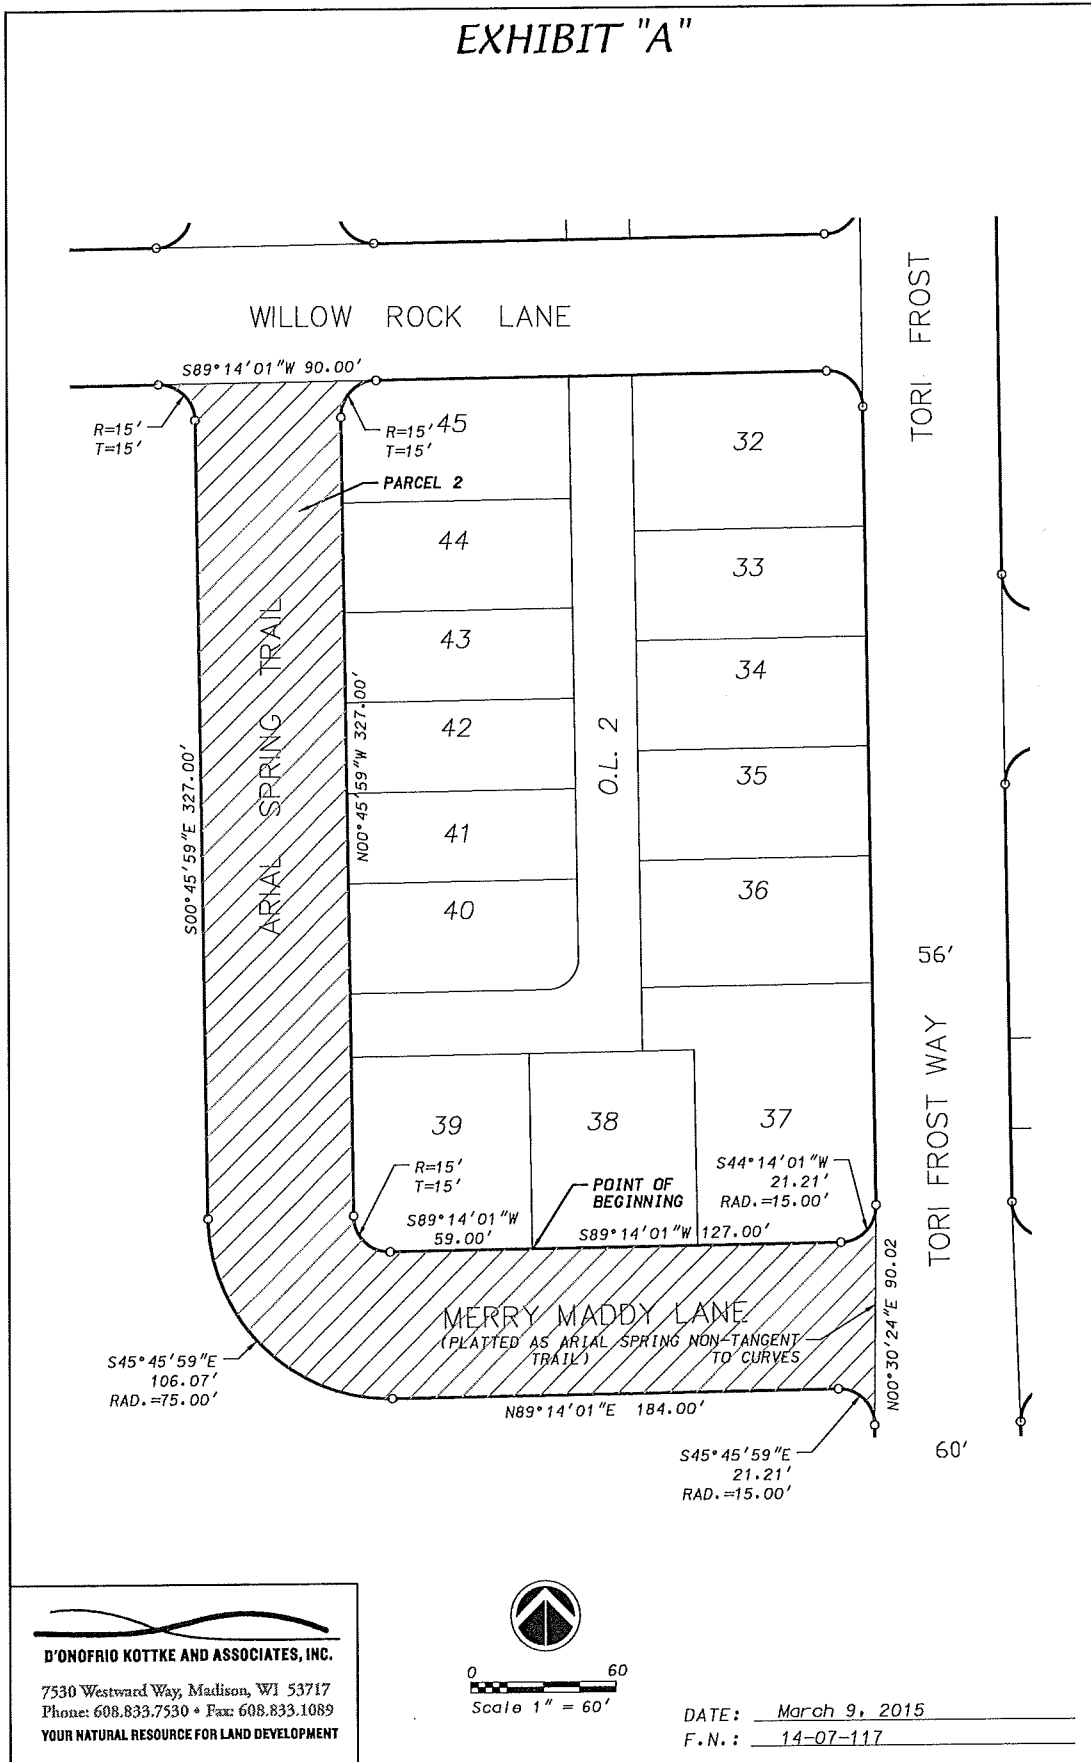 EXHIBIT "A"
WILLOW ROCK LANE
TORI FROST
S89°14'01"W 90.00'
R=15'
T=15'
R=15'
T=15'
45
32
PARCEL 2
44
33
43
34
42
35
41
36
40
ARIAL SPRING TRAIL
S00°45'59"E 327.00'
N00°45'59"W 327.00'
O.L. 2
56'
TORI FROST WAY
39
38
37
R=15'
T=15'
S89°14'01"W
59.00'
POINT OF
BEGINNING
S89°14'01"W 127.00'
S44°14'01"W
21.21'
RAD.=15.00'
MERRY MADDY LANE
(PLATTED AS ARIAL SPRING
TRAIL)
NON-TANGENT
TO CURVES
N00°30'24"E 90.02
S45°45'59"E
106.07'
RAD.=75.00'
N89°14'01"E 184.00'
S45°45'59"E
21.21'
RAD.=15.00'
60'
D'ONOFRIO KOTTKE AND ASSOCIATES, INC.
7530 Westward Way, Madison, WI 53717
Phone: 608.833.7530 • Fax: 608.833.1089
YOUR NATURAL RESOURCE FOR LAND DEVELOPMENT
0 60
Scale 1" = 60'
DATE: March 9, 2015
F.N.: 14-07-117